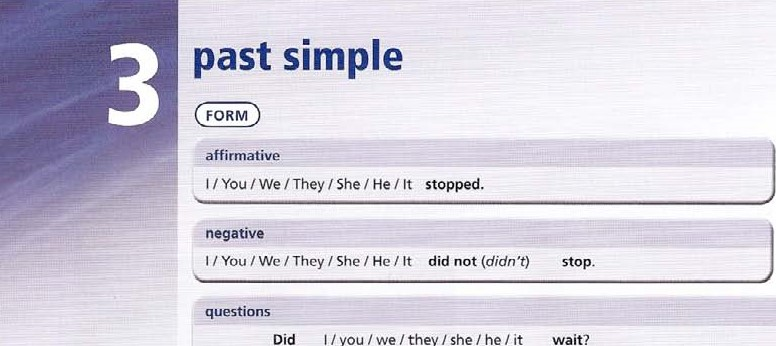 3
past simple
FORM
affirmative
I / You / We / They / She / He / It stopped.
negative
I / You / We / They / She / He / It did not (didn't) stop.
questions
Did I / you / we / they / she / he / it wait?